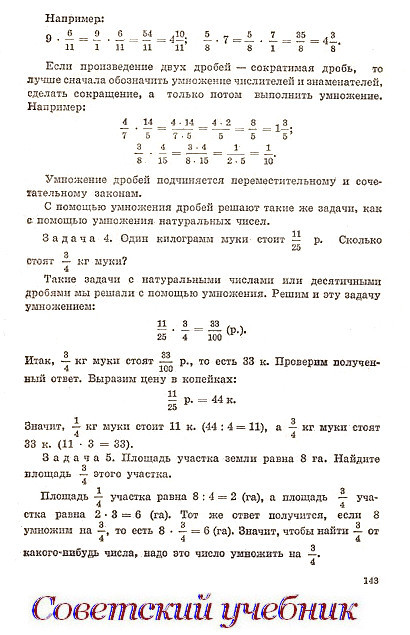 Например:
9 · 6/11 = 9/1 · 6/11 = 54/11 = 4 10/11; 5/8 · 7 = 5/8 · 7/1 = 35/8 = 4 3/8.
Если произведение двух дробей — сократимая дробь, то
лучше сначала обозначить умножение числителей и знаменателей,
сделать сокращение, а только потом выполнить умножение.
Например:
4/7 · 14/5 = 4 · 14/7 · 5 = 4 · 2/5 = 8/5 = 1 3/5;
3/8 · 4/15 = 3 · 4/8 · 15 = 1/2 · 5 = 1/10.
Умножение дробей подчиняется переместительному и соче-
тательному законам.
С помощью умножения дробей решают такие же задачи, как
с помощью умножения натуральных чисел.
Задача 4. Один килограмм муки стоит 11/25 р. Сколько
стоят 3/4 кг муки?
Такие задачи с натуральными числами или десятичными
дробями мы решали с помощью умножения. Решим и эту задачу
умножением:
11/25 · 3/4 = 33/100 (р.).
Итак, 3/4 кг муки стоят 33/100 р., то есть 33 к. Проверим получен-
ный ответ. Выразим цену в копейках:
11/25 р. = 44 к.
Значит, 1/4 кг муки стоит 11 к. (44 : 4 = 11), а 3/4 кг муки стоят
33 к. (11 · 3 = 33).
Задача 5. Площадь участка земли равна 8 га. Найдите
площадь 3/4 этого участка.
Площадь 1/4 участка равна 8 : 4 = 2 (га), а площадь 3/4 уча-
стка равна 2 · 3 = 6 (га). Тот же ответ получится, если 8
умножим на 3/4, то есть 8 · 3/4 = 6 (га). Значит, чтобы найти 3/4 от
какого-нибудь числа, надо это число умножить на 3/4.
143
Советский учебник